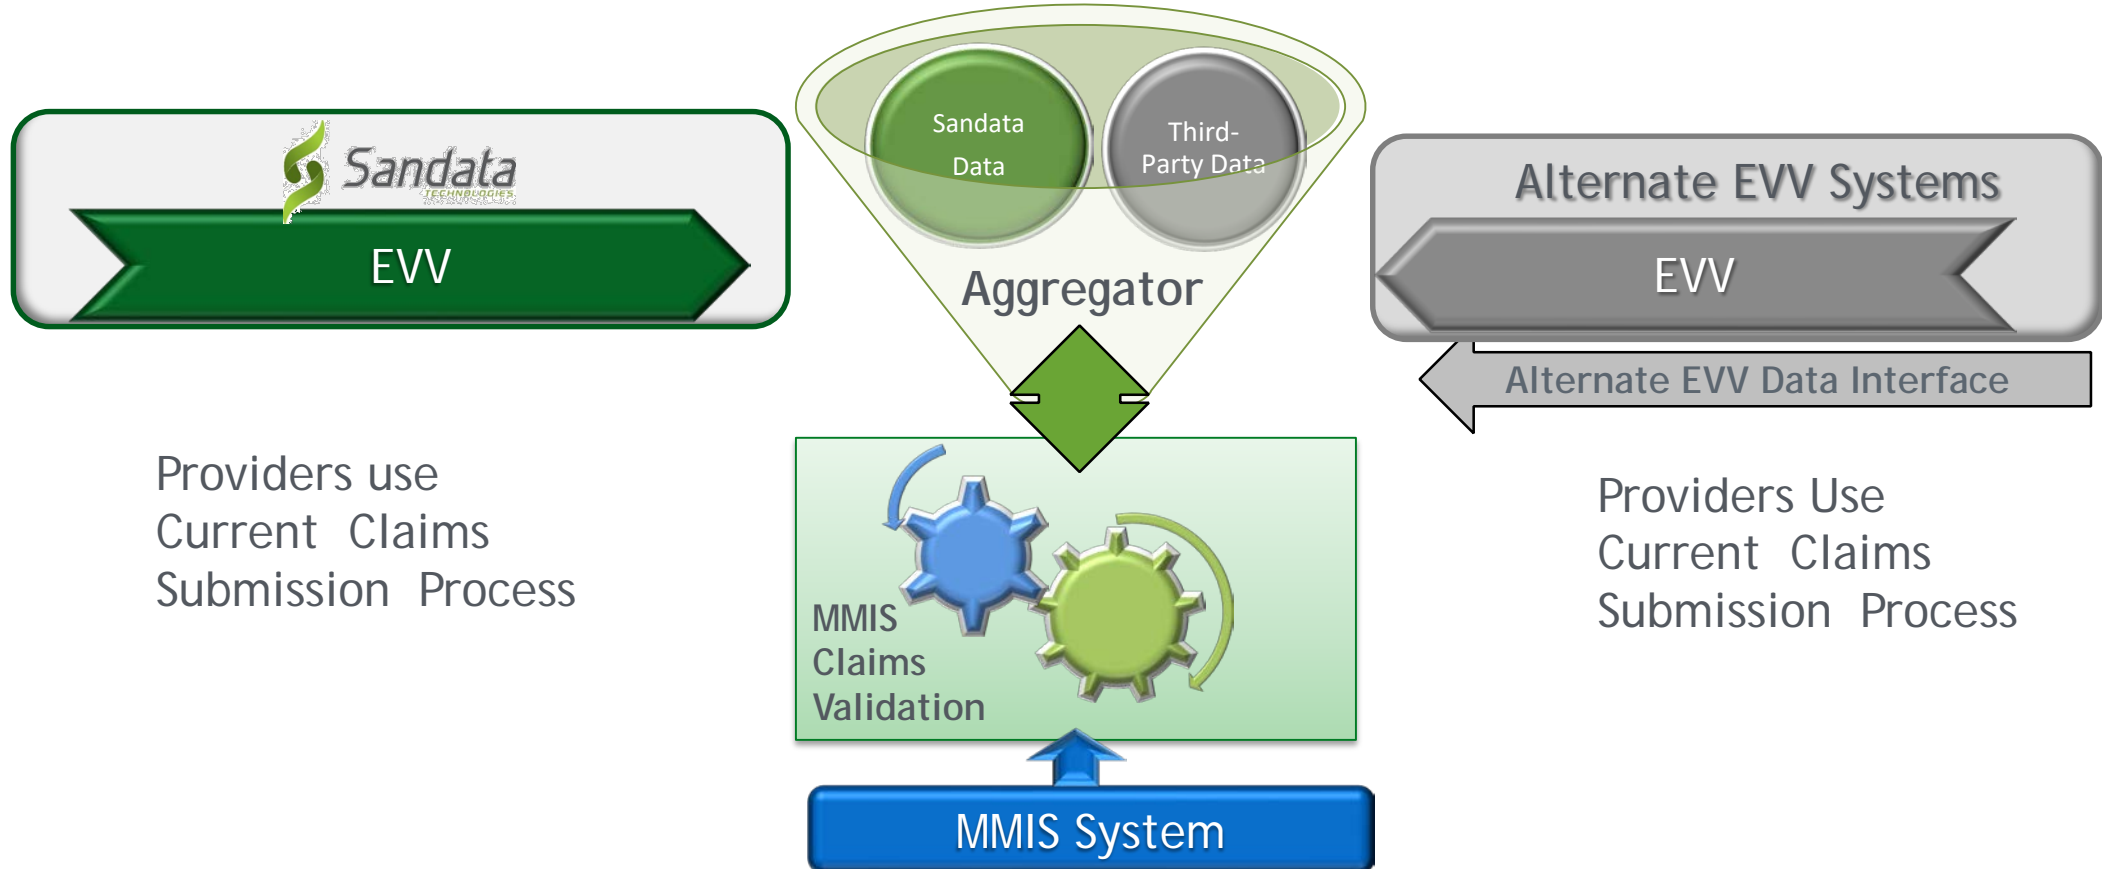 Sandata
TECHNOLOGIES
EVV
Providers use
Current Claims
Submission Process
Sandata
Data
Third-
Party Data
Aggregator
MMIS
Claims
Validation
MMIS System
Alternate EVV Systems
EVV
Alternate EVV Data Interface
Providers Use
Current Claims
Submission Process